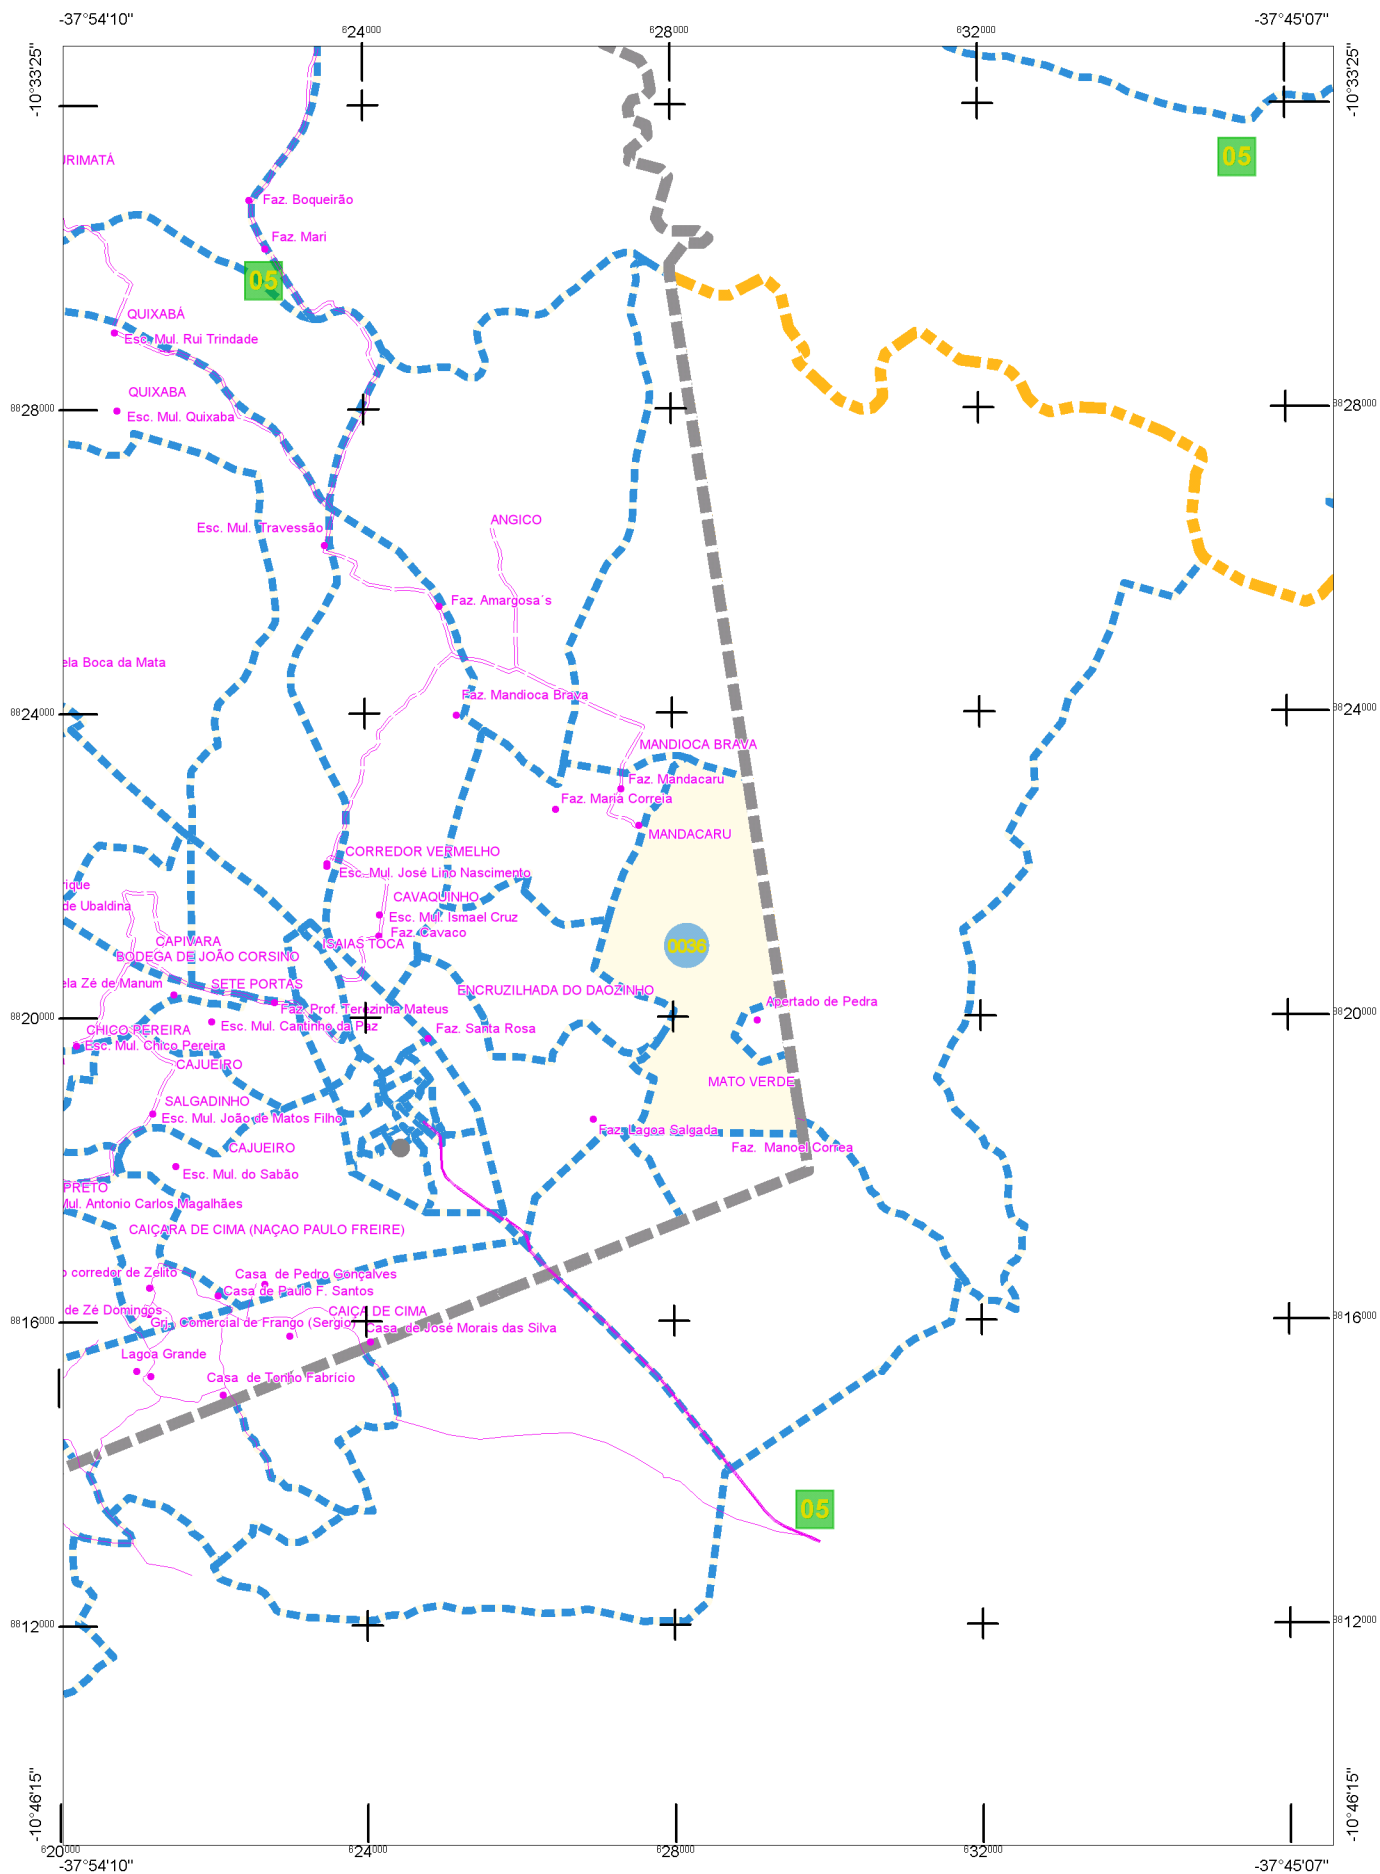 -37°54'10"
-37°45'07"
624000
628000
632000
-10°33'25"
-10°33'25"
05
JRIMATÁ
Faz. Boqueirão
Faz. Mari
05
QUIXABÁ
Esc. Mul. Rui Trindade
QUIXABA
8828000
8828000
Esc. Mul. Quixaba
ANGICO
Esc. Mul. Travessão
Faz. Amargosa´s
ela Boca da Mata
Faz. Mandioca Brava
8824000
8824000
MANDIOCA BRAVA
Faz. Mandacaru
Faz. Maria Correia
MANDACARU
CORREDOR VERMELHO
Esc. Mul. José Lino Nascimento
rique
CAVAQUINHO
de Ubaldina
Esc. Mul. Ismael Cruz
Faz. Cavaco
CAPIVARA
ISAIAS TOCA
0036
BODEGA DE JOÃO CORSINO
ela Zé de Manum
SETE PORTAS
ENCRUZILHADA DO DAOZINHO
Apertado de Pedra
Faz. Prof. Terezinha Mateus
8820000
8820000
Esc. Mul. Cantinho da Paz
CHICO PEREIRA
Faz. Santa Rosa
Esc. Mul. Chico Pereira
CAJUEIRO
MATO VERDE
SALGADINHO
Esc. Mul. João de Matos Filho
Faz. Lagoa Salgada
CAJUEIRO
Faz. Manoel Correa
Esc. Mul. do Sabão
PRETO
Mul. Antonio Carlos Magalhães
CAIÇARA DE CIMA (NAÇAO PAULO FREIRE)
o corredor de Zelito
Casa de Pedro Gonçalves
Casa de Paulo F. Santos
de Zé Domingos
CAIÇA DE CIMA
8816000
8816000
Grj. Comercial de Frango (Sergio)
Casa de José Morais das Silva
Lagoa Grande
Casa de Tonho Fabricio
05
8812000
8812000
-10°46'15"
-10°46'15"
620000
624000
628000
632000
-37°54'10"
-37°45'07"